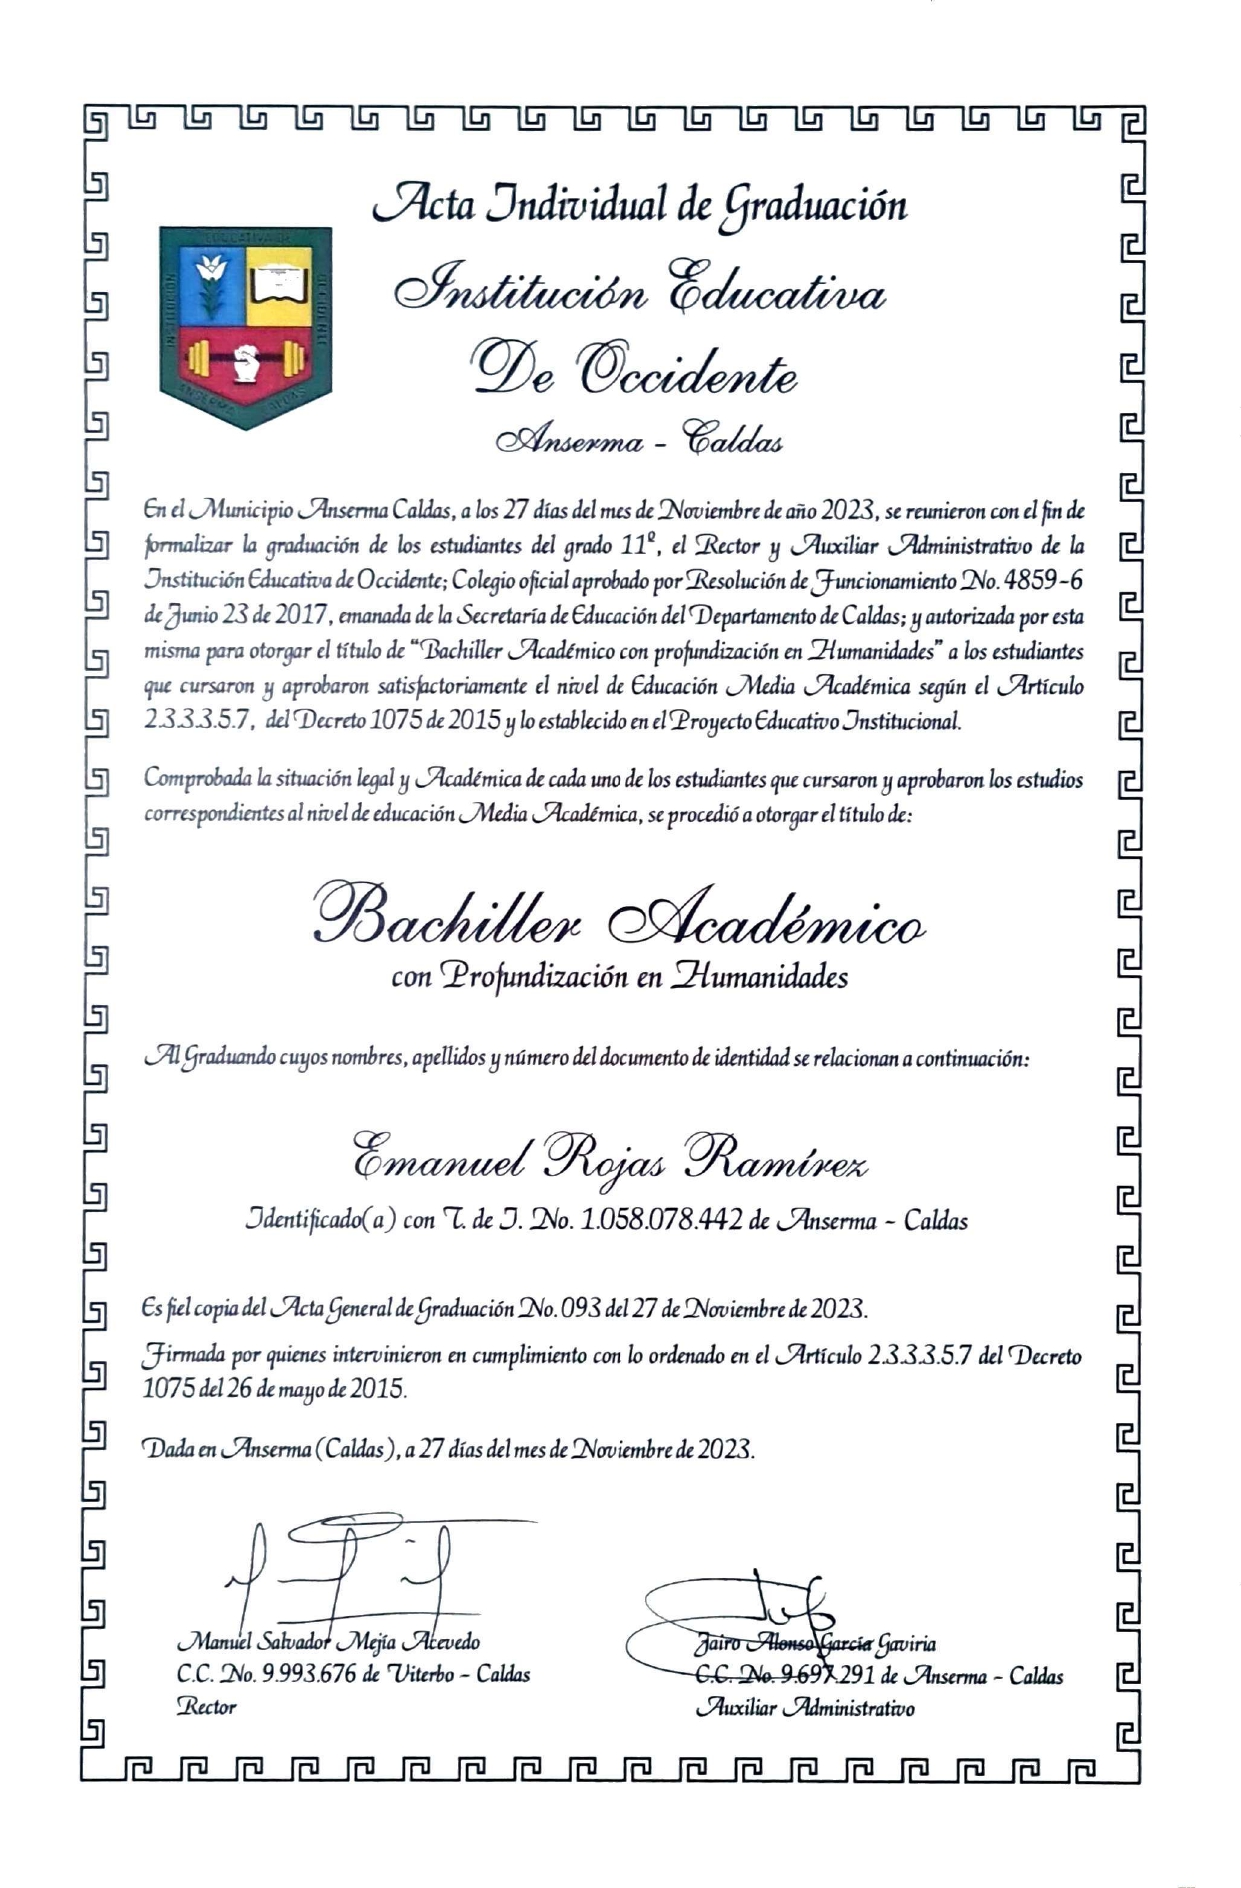 Acta Individual de Graduación
EDUCATIVA DE
INSTITUCION
OCCIDENTE
ANSERMA CALDAS
Institución Educativa
De Occidente
Anserma - Caldas
En el Municipio Anserma Caldas, a los 27 días del mes de Noviembre de año 2023, se reunieron con el fin de
formalizar la graduación de los estudiantes del grado 11º, el Rector y Auxiliar Administrativo de la
Institución Educativa de Occidente; Colegio oficial aprobado por Resolución de Funcionamiento No. 4859-6
de Junio 23 de 2017, emanada de la Secretaría de Educación del Departamento de Caldas; y autorizada por esta
misma para otorgar el título de "Bachiller Académico con profundización en Humanidades" a los estudiantes
que cursaron y aprobaron satisfactoriamente el nivel de Educación Media Académica según el Artículo
2.3.3.3.5.7, del Decreto 1075 de 2015 y lo establecido en el Proyecto Educativo Institucional.
Comprobada la situación legal y Académica de cada uno de los estudiantes que cursaron y aprobaron los estudios
correspondientes al nivel de educación Media Académica, se procedió a otorgar el título de:
Bachiller Académico
con Profundización en Humanidades
Al Graduando cuyos nombres, apellidos y número del documento de identidad se relacionan a continuación:
Emanuel Rojas Ramírez
Identificado(a) con T. de I. No. 1.058.078.442 de Anserma - Caldas
Es fiel copia del Acta General de Graduación No. 093 del 27 de Noviembre de 2023.
Firmada por quienes intervinieron en cumplimiento con lo ordenado en el Artículo 2.3.3.3.5.7 del Decreto
1075 del 26 de mayo de 2015.
Dada en Anserma (Caldas), a 27 días del mes de Noviembre de 2023.
Manuel Salvador Mejía Acevedo
C.C. No. 9.993.676 de Viterbo - Caldas
Rector
Jairo Alonso García Gaviria
C.C. No. 9.697.291 de Anserma - Caldas
Auxiliar Administrativo